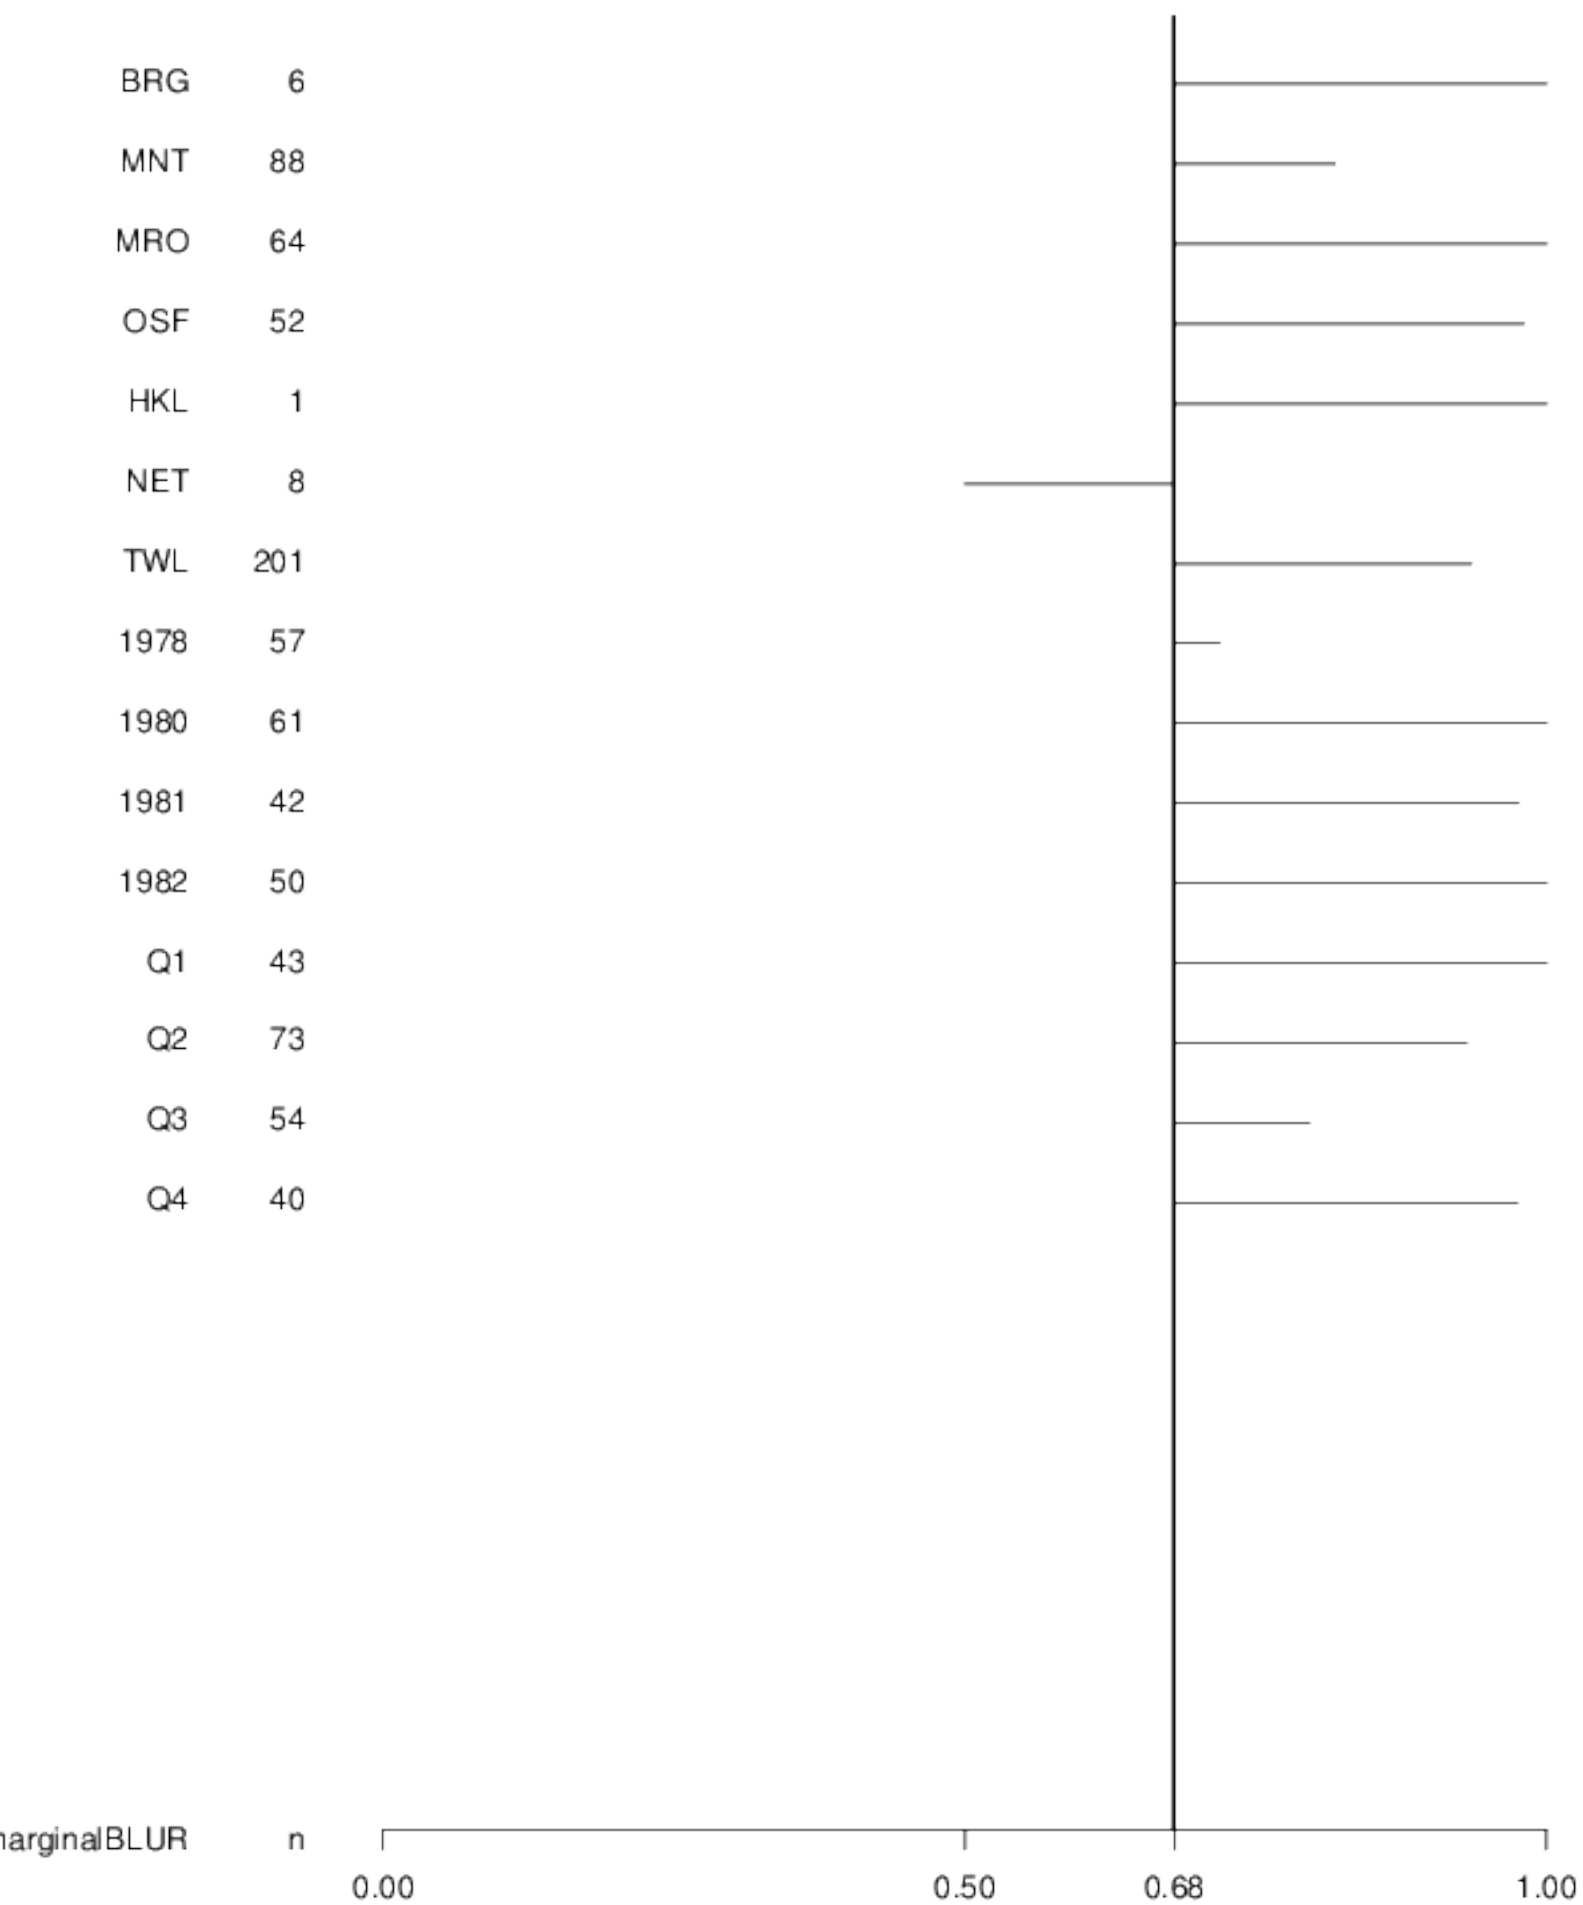 BRG 6
MNT 88
MRO 64
OSF 52
HKL 1
NET 8
TWL 201
1978 57
1980 61
1981 42
1982 50
Q1 43
Q2 73
Q3 54
Q4 40
arginalBLUR n
0.00 0.50 0.68 1.00